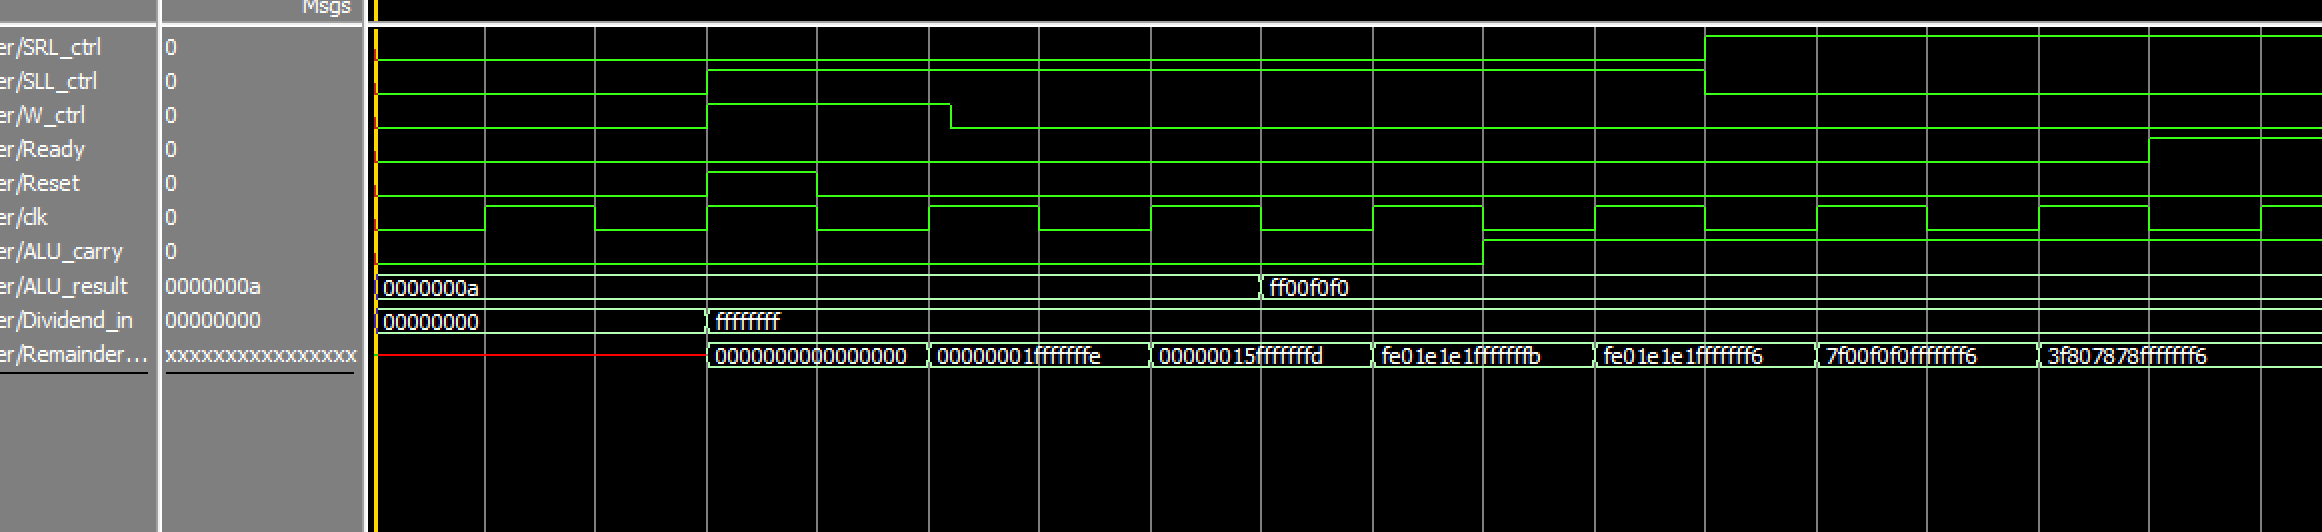 Msgs
er/SRL_ctrl 0
er/SLL_ctrl 0
er/W_ctrl 0
er/Ready 0
er/Reset 0
er/clk 0
er/ALU_carry 0
er/ALU_result 0000000a 0000000a ff00f0f0
er/Dividend_in 00000000 00000000 ffffffff
er/Remainder... xxxxxxxxxxxxxxxx 0000000000000000 00000001fffffffe 00000015fffffffd fe01e1e1fffffffb fe01e1e1fffffff6 7f00f0f0fffffff6 3f807878fffffff6